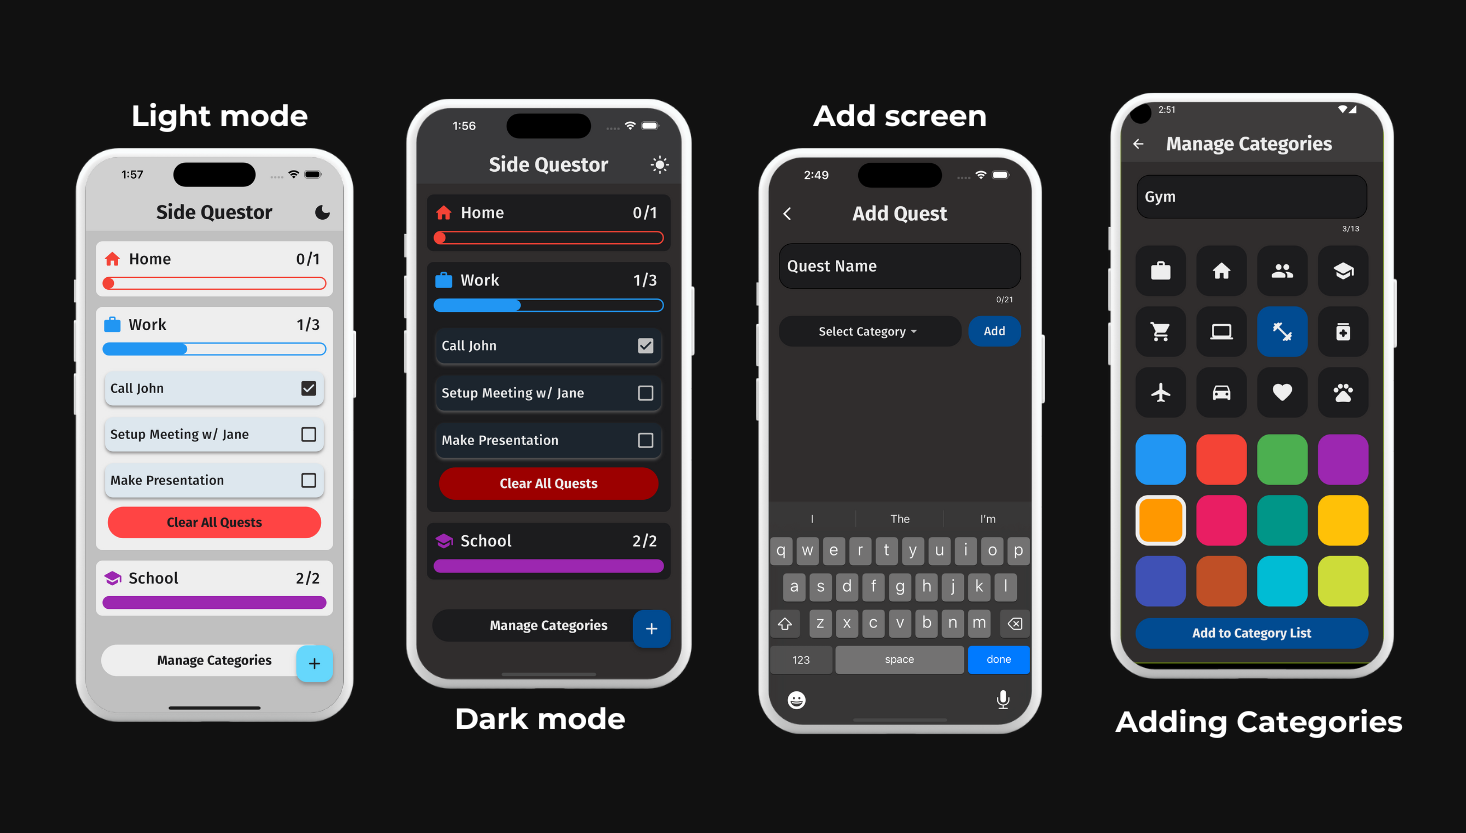 Light mode
1:57
Side Questor
Home 0/1
Work 1/3
Call John
Setup Meeting w/ Jane
Make Presentation
Clear All Quests
School 2/2
Manage Categories +
1:56
Side Questor
Home 0/1
Work 1/3
Call John
Setup Meeting w/ Jane
Make Presentation
Clear All Quests
School 2/2
Manage Categories +
Dark mode
Add screen
2:49
Add Quest
Quest Name
0/21
Select Category Add
I The I'm
q w e r t y u i o p
a s d f g h j k l
z x c v b n m
123 space done
2:51
Manage Categories
Gym
3/13
Add to Category List
Adding Categories